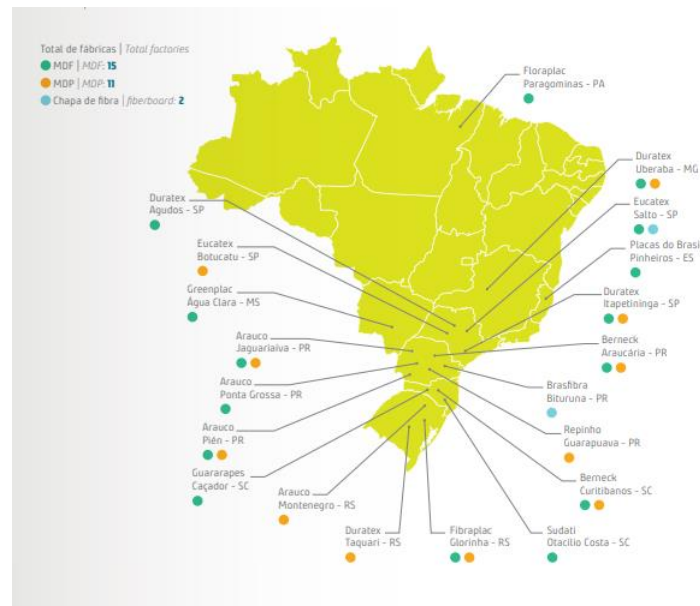 Total de fábricas | Total factories
MDF | MDF: 15
MDP | MDP: 11
Chapa de fibra | fiberboard: 2
Floraplac
Paragominas - PA
Duratex
Uberaba - MG
Duratex
Agudos - SP
Eucatex
Salto - SP
Eucatex
Botucatu - SP
Placas do Brasi
Pinheiros - ES
Greenplac
Água Clara - MS
Duratex
Itapetininga - SP
Arauco
Jaguariaiva - PR
Berneck
Araucária - PR
Arauco
Ponta Grossa - PR
Brasfibra
Bituruna - PR
Arauco
Pién - PR
Repinho
Guarapuava - PR
Guararapes
Caçador - SC
Berneck
Curitibanos - SC
Arauco
Montenegro - RS
Duratex
Taquari - RS
Fibraplac
Glorinha - RS
Sudati
Otacílio Costa - SC